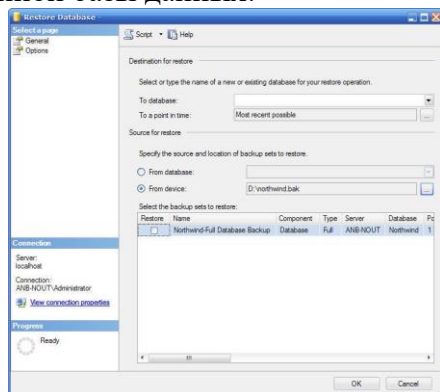 Restore Database
Select a page
General
Options
Script
Help
Destination for restore
Select or type the name of a new or existing database for your restore operation.
To database:
To a point in time:
Most recent possible
...
Source for restore
Specify the source and location of backup sets to restore.
From database:
From device:
D:\northwind.bak
...
Select the backup sets to restore:
Restore Name Component Type Server Database Po
Northwind-Full Database Backup Database Full ANB-NOUT Northwind 1
Connection
Server:
localhost
Connection:
ANB-NOUT\Administrator
View connection properties
Progress
Ready
OK Cancel